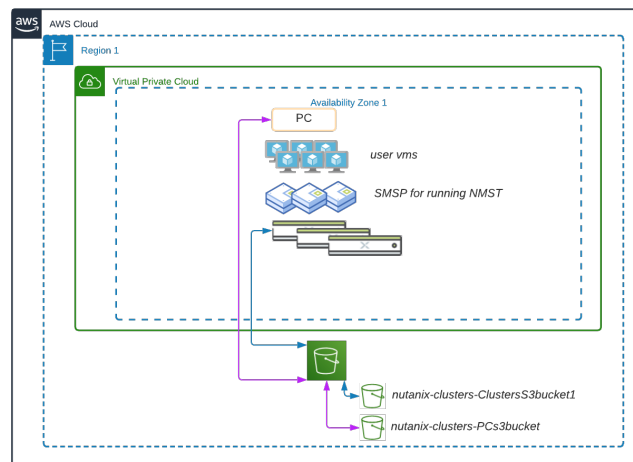 aws
AWS Cloud
Region 1
Virtual Private Cloud
Availability Zone 1
PC
user vms
SMSP for running NMST
nutanix-clusters-ClustersS3bucket1
nutanix-clusters-PCs3bucket